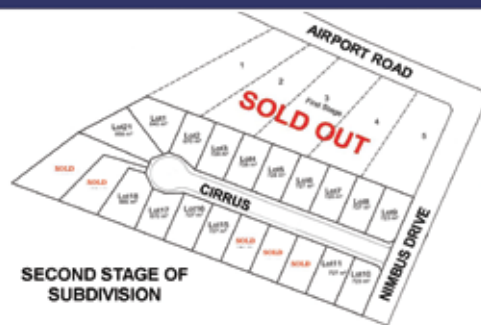 AIRPORT ROAD
1
2
3
First Stage
4
5
SOLD OUT
Lot21
Lot1
Lot2
Lot3
Lot4
Lot5
Lot6
Lot7
Lot8
Lot9
SOLD
SOLD
CIRRUS
Lot18
Lot17
Lot16
Lot15
SOLD
SOLD
SOLD
Lot11
Lot10
NIMBUS DRIVE
SECOND STAGE OF
SUBDIVISION